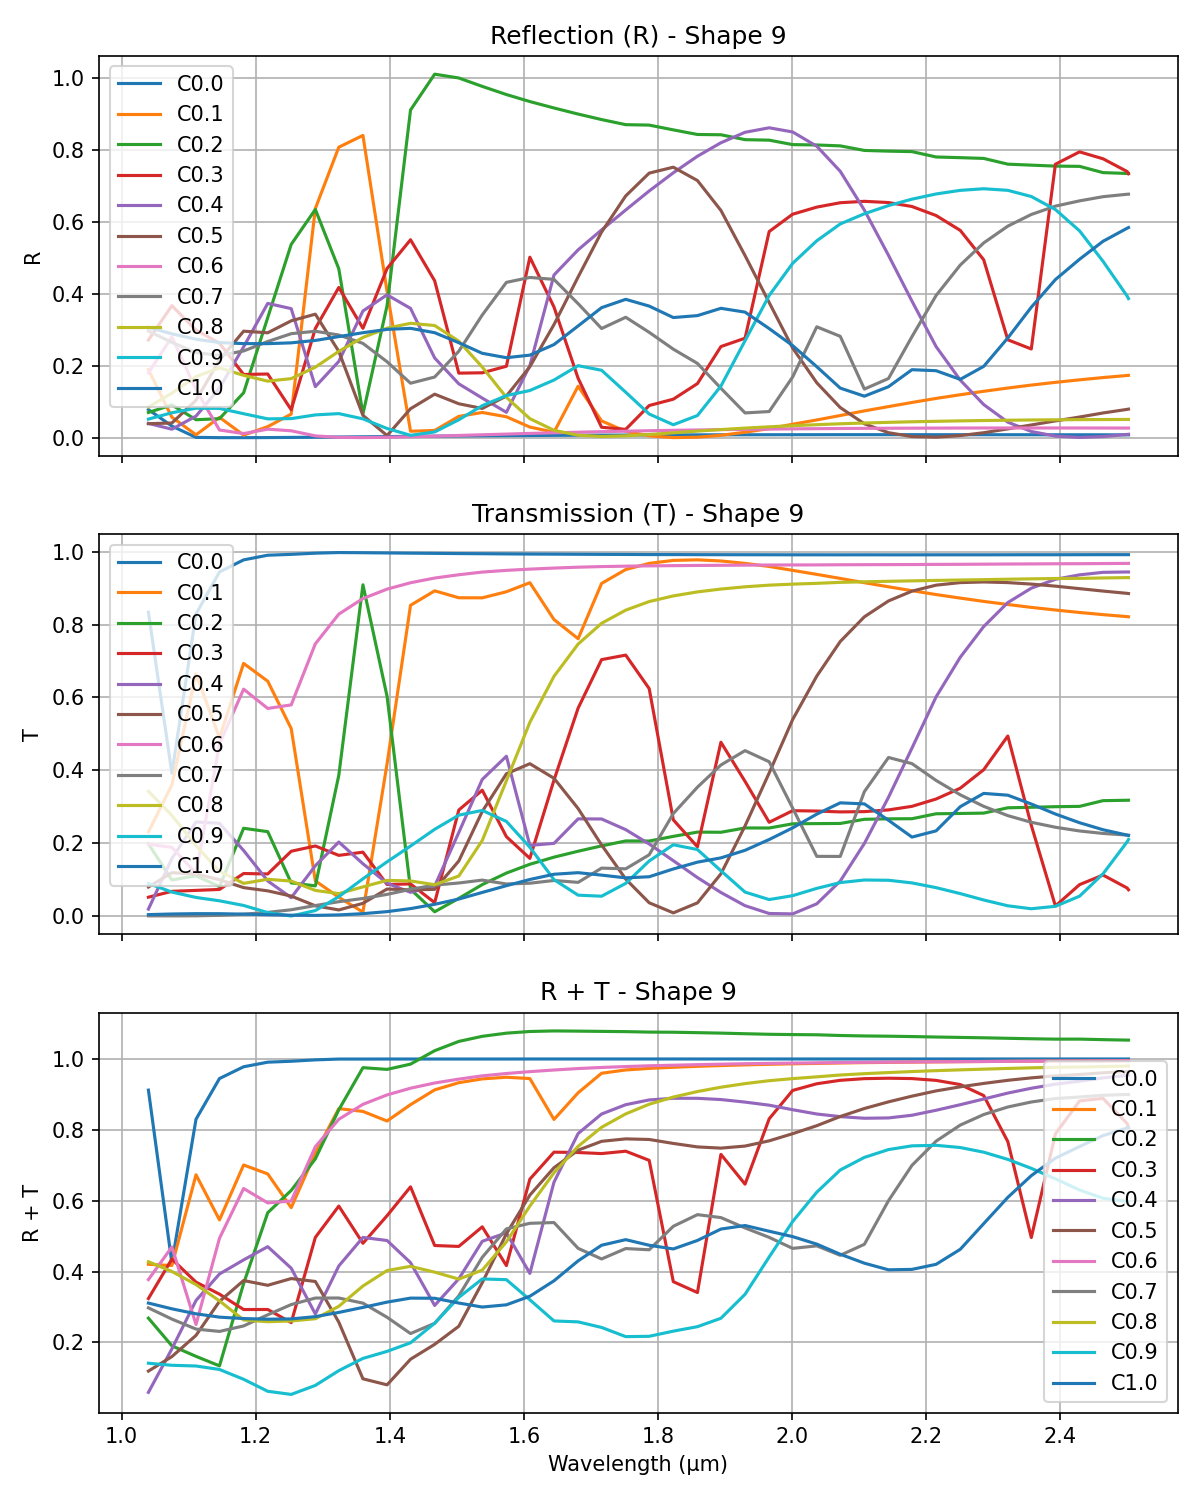 Reflection (R) - Shape 9
1.0
0.8
0.6
0.4
0.2
0.0
R
C0.0
C0.1
C0.2
C0.3
C0.4
C0.5
C0.6
C0.7
C0.8
C0.9
C1.0
Transmission (T) - Shape 9
1.0
0.8
0.6
0.4
0.2
0.0
T
C0.0
C0.1
C0.2
C0.3
C0.4
C0.5
C0.6
C0.7
C0.8
C0.9
C1.0
R + T - Shape 9
1.0
0.8
0.6
0.4
0.2
R + T
C0.0
C0.1
C0.2
C0.3
C0.4
C0.5
C0.6
C0.7
C0.8
C0.9
C1.0
1.0 1.2 1.4 1.6 1.8 2.0 2.2 2.4
Wavelength (μm)